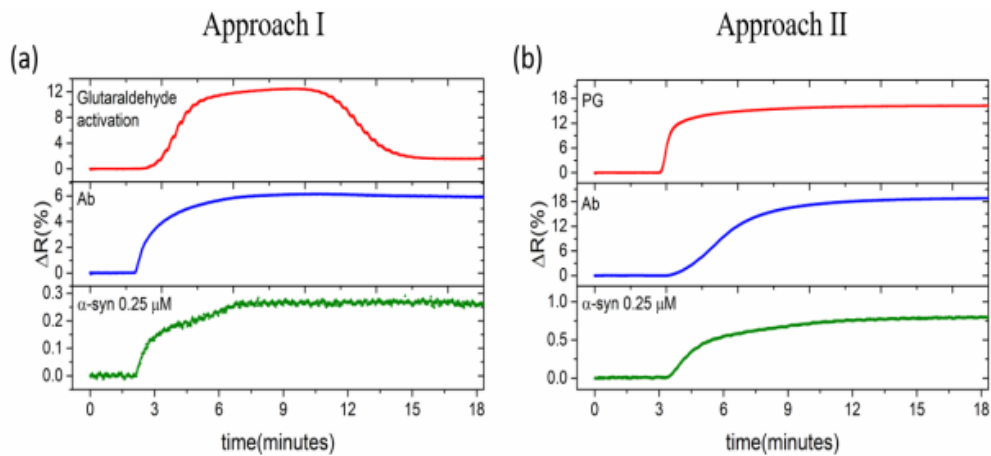 Approach I
Approach II
(a)
Glutaraldehyde
activation
12
8
4
0
Ab
6
4
2
0
ΔR(%)
α-syn 0.25 μM
0.3
0.2
0.1
0.0
0 3 6 9 12 15 18
time(minutes)
(b)
PG
18
12
6
0
Ab
18
12
6
0
ΔR(%)
α-syn 0.25 μM
1.0
0.5
0.0
0 3 6 9 12 15 18
time(minutes)